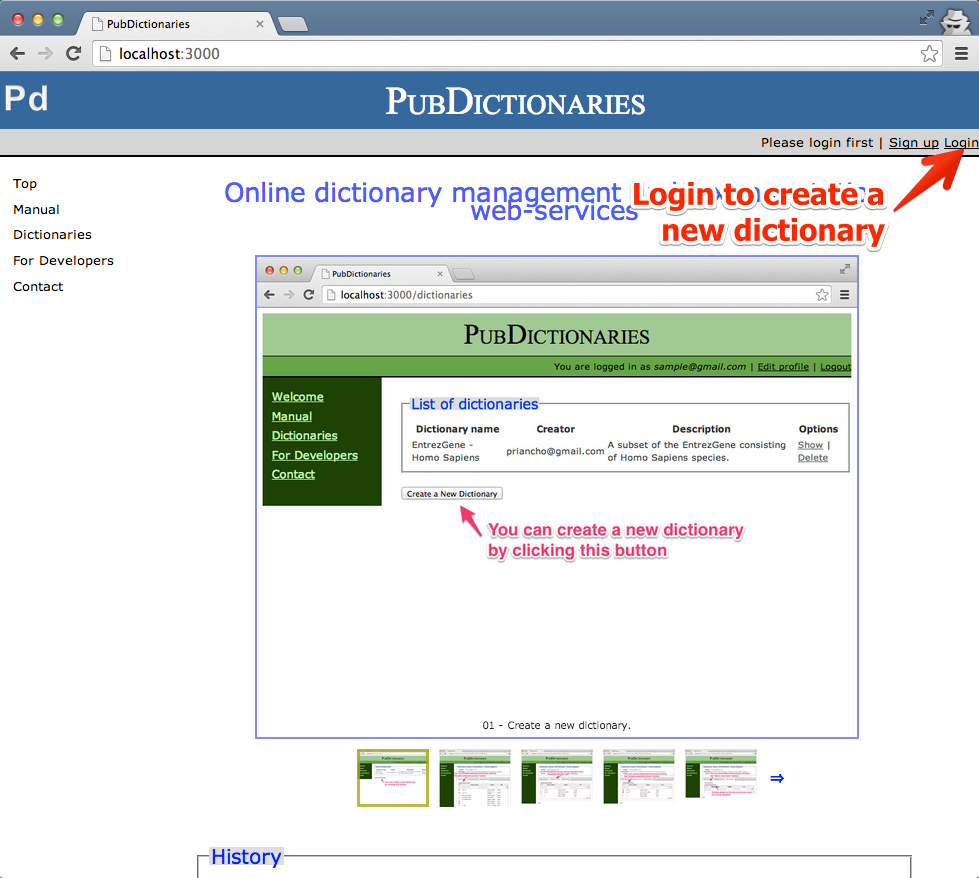 PubDictionaries
localhost:3000
Pd
PubDictionaries
Please login first | Sign up Login
Top
Manual
Dictionaries
For Developers
Contact
Online dictionary management
web-services
Login to create a
new dictionary
PubDictionaries
localhost:3000/dictionaries
PubDictionaries
You are logged in as sample@gmail.com | Edit profile | Logout
Welcome
Manual
Dictionaries
For Developers
Contact
List of dictionaries
Dictionary name Creator Description Options
EntrezGene - Homo Sapiens priancho@gmail.com A subset of the EntrezGene consisting of Homo Sapiens species. Show | Delete
Create a New Dictionary
You can create a new dictionary
by clicking this button
01 - Create a new dictionary.
⇒
History